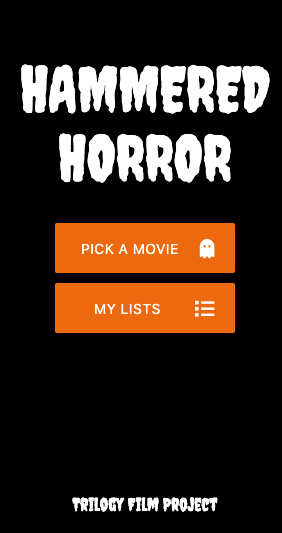 HAMMERED
HORROR
PICK A MOVIE
MY LISTS
TRILOGY FILM PROJECT